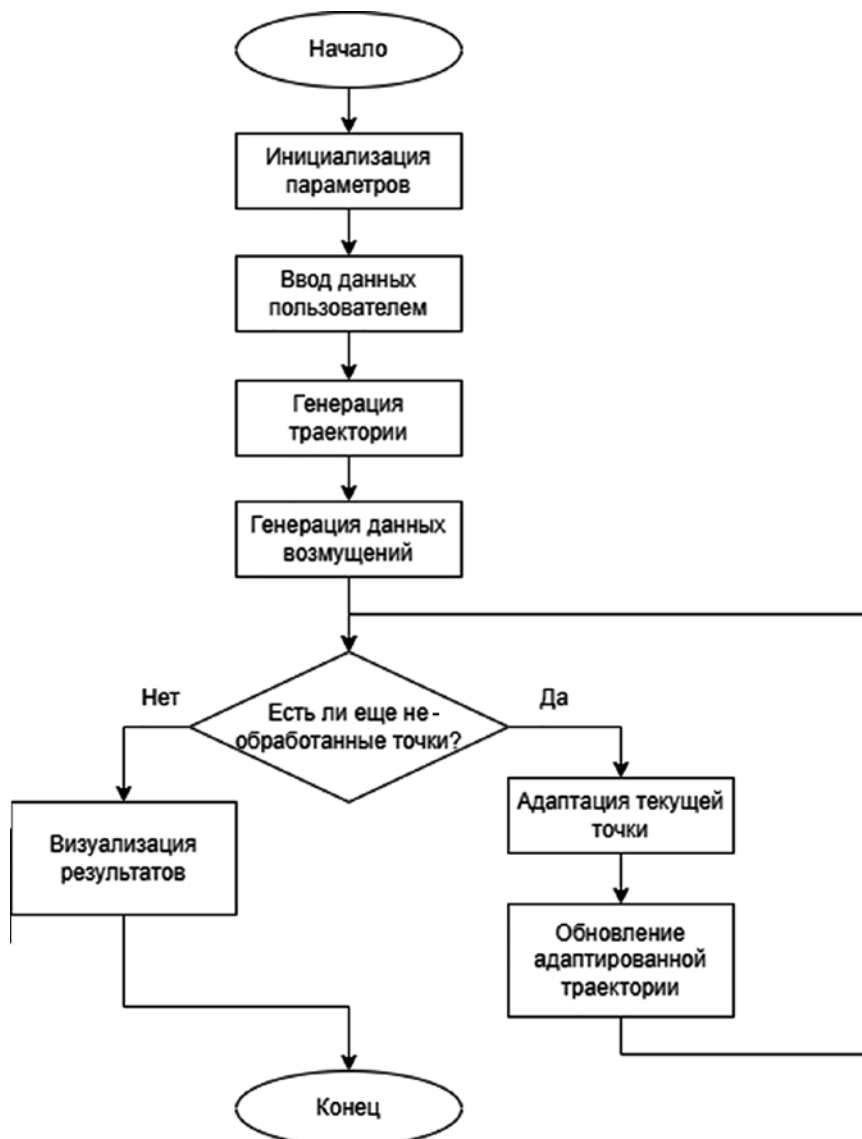 Начало
Инициализация
параметров
Ввод данных
пользователем
Генерация
траектории
Генерация данных
возмущений
Нет
Есть ли еще не -
обработанные точки?
Да
Адаптация текущей
точки
Визуализация
результатов
Обновление
адаптированной
траектории
Конец